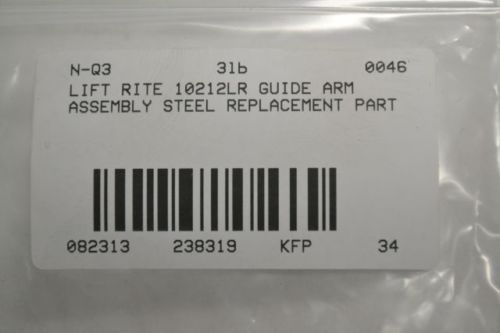 N-Q3 3lb 0046
LIFT RITE 10212LR GUIDE ARM
ASSEMBLY STEEL REPLACEMENT PART
082313 238319 KFP 34